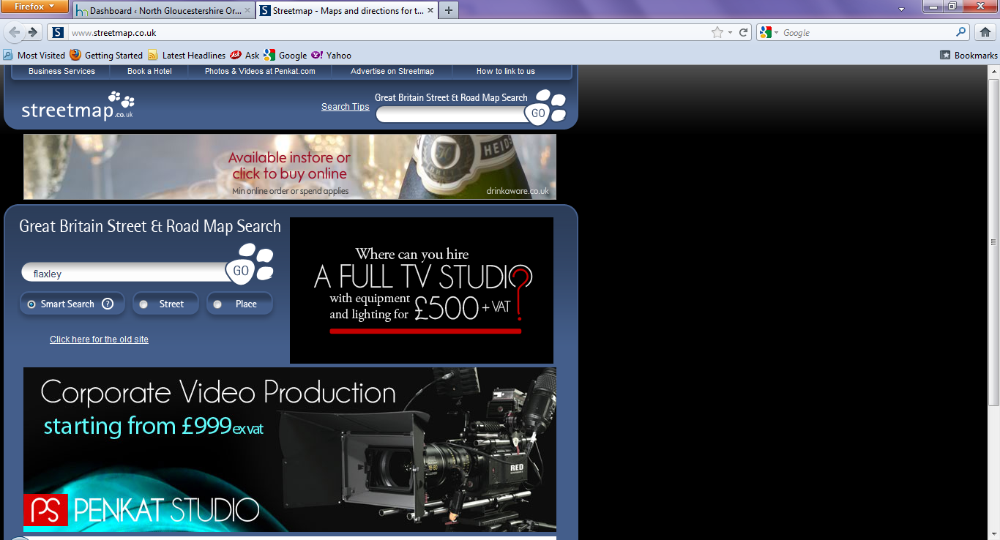 Firefox
Dashboard ‹ North Gloucestershire Or...
Streetmap - Maps and directions for t...
www.streetmap.co.uk
Google
Most Visited
Getting Started
Latest Headlines
Ask
Google
Yahoo
Bookmarks
Business Services
Book a Hotel
Photos & Videos at Penkat.com
Advertise on Streetmap
How to link to us
streetmap.co.uk
Search Tips
Great Britain Street & Road Map Search
GO
Available instore or
click to buy online
Min online order or spend applies
HEID
drinkaware.co.uk
Great Britain Street & Road Map Search
flaxley
GO
Smart Search ?
Street
Place
Click here for the old site
Where can you hire
A FULL TV STUDIO?
with equipment
and lighting for £500 + VAT
Corporate Video Production
starting from £999 ex vat
RED
PS PENKAT STUDIO